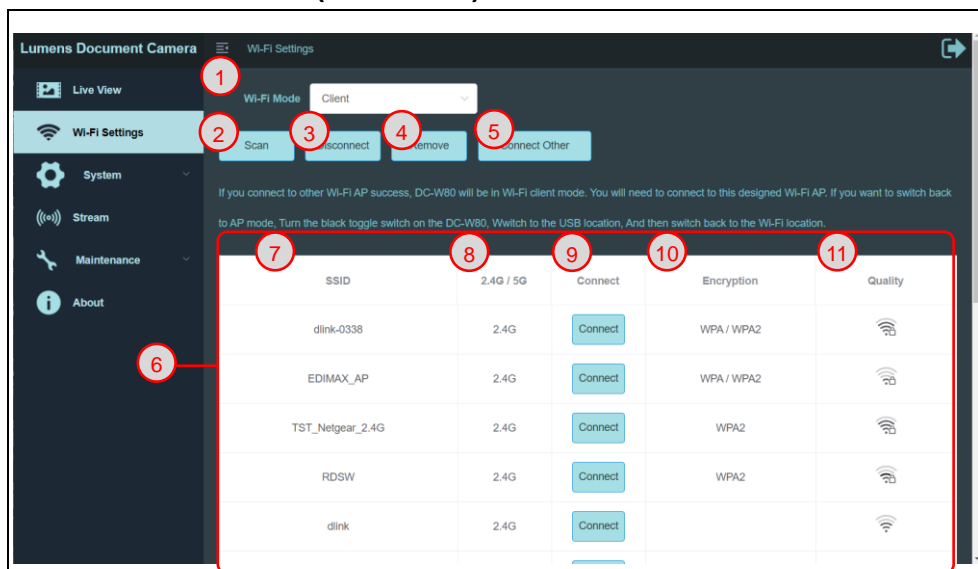 Lumens Document Camera
Wi-Fi Settings
1
Live View
Wi-Fi Mode
Client
Wi-Fi Settings
2
Scan
3
Disconnect
4
Remove
5
Connect Other
System
If you connect to other Wi-Fi AP success, DC-W80 will be in Wi-Fi client mode. You will need to connect to this designed Wi-Fi AP. If you want to switch back
to AP mode, Turn the black toggle switch on the DC-W80, Wwitch to the USB location, And then switch back to the Wi-Fi location.
Stream
Maintenance
About
6
7
8
9
10
11
SSID 2.4G / 5G Connect Encryption Quality
dlink-0338 2.4G Connect WPA / WPA2
EDIMAX_AP 2.4G Connect WPA / WPA2
TST_Netgear_2.4G 2.4G Connect WPA2
RDSW 2.4G Connect WPA2
dlink 2.4G Connect